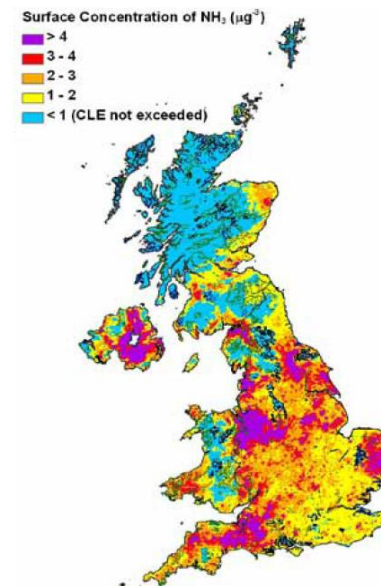 Surface Concentration of NH₃ (µg⁻³)
> 4
3 - 4
2 - 3
1 - 2
< 1 (CLE not exceeded)